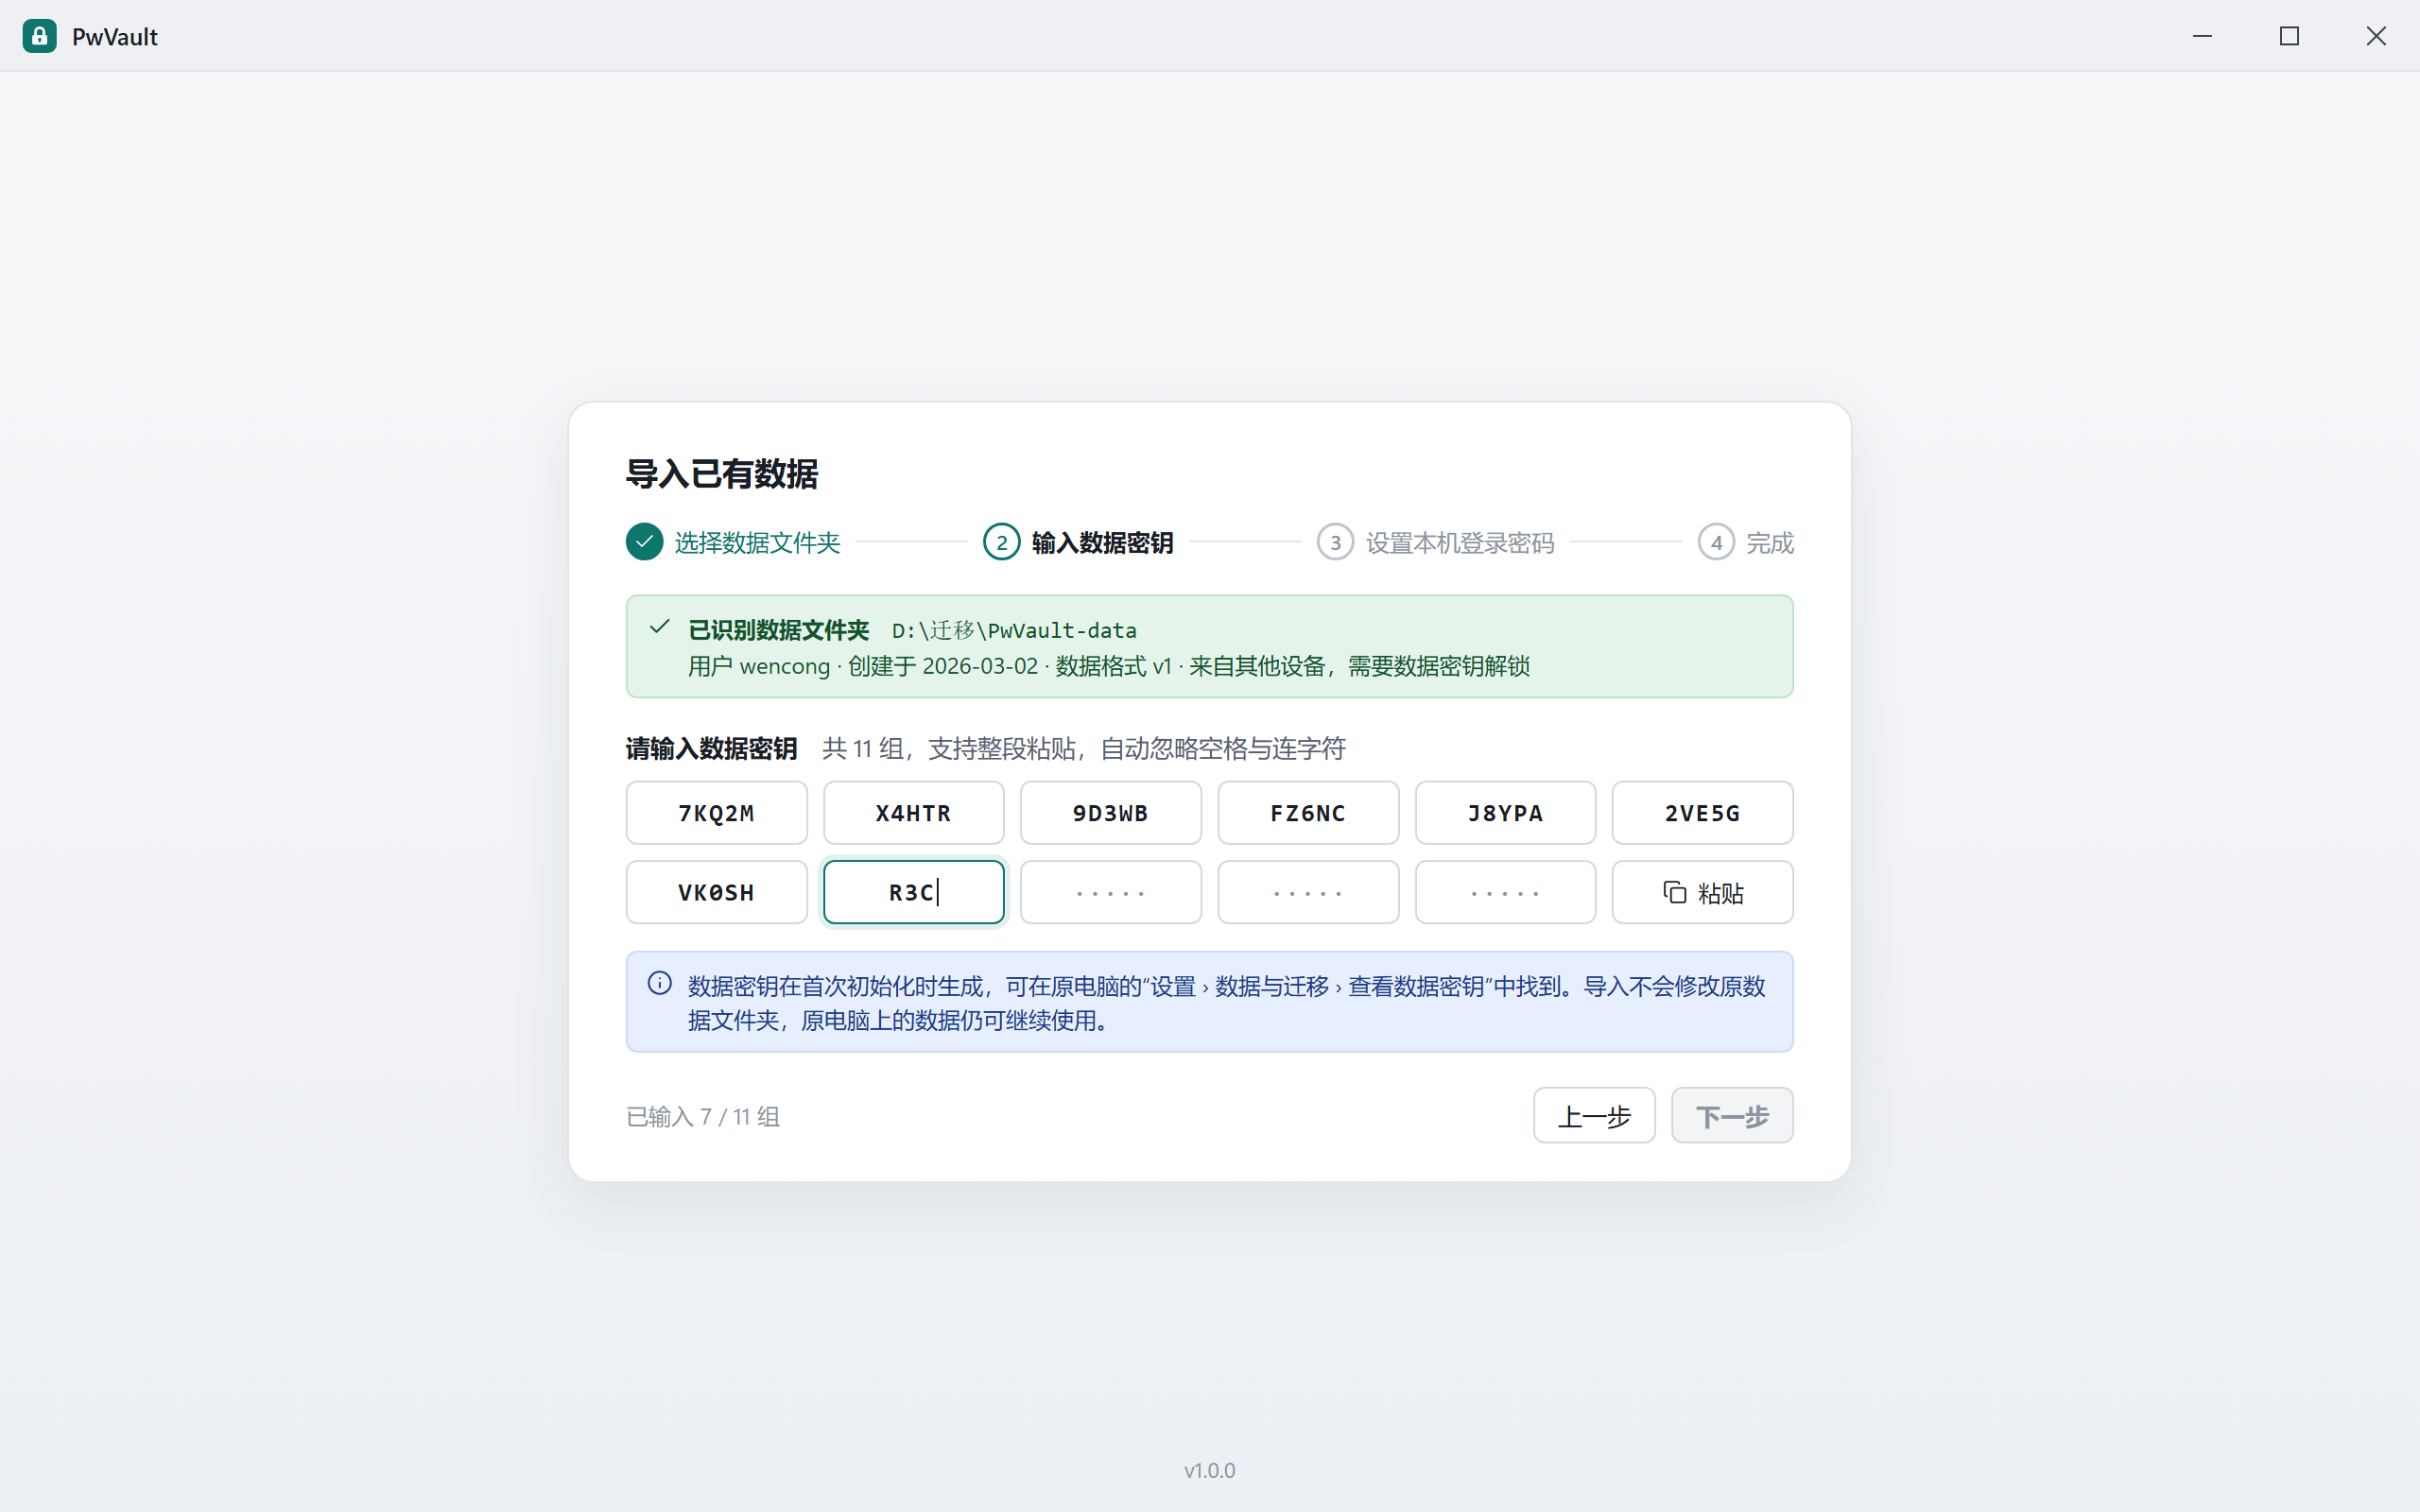 PwVault
导入已有数据
选择数据文件夹 2 输入数据密钥 3 设置本机登录密码 4 完成
已识别数据文件夹 D:\迁移\PwVault-data
用户 wencong · 创建于 2026-03-02 · 数据格式 v1 · 来自其他设备，需要数据密钥解锁
请输入数据密钥 共 11 组，支持整段粘贴，自动忽略空格与连字符
7KQ2M X4HTR 9D3WB FZ6NC J8YPA 2VE5G
VK0SH R3C ····· ····· ····· 粘贴
数据密钥在首次初始化时生成，可在原电脑的“设置 › 数据与迁移 › 查看数据密钥”中找到。导入不会修改原数
据文件夹，原电脑上的数据仍可继续使用。
已输入 7 / 11 组 上一步 下一步
v1.0.0